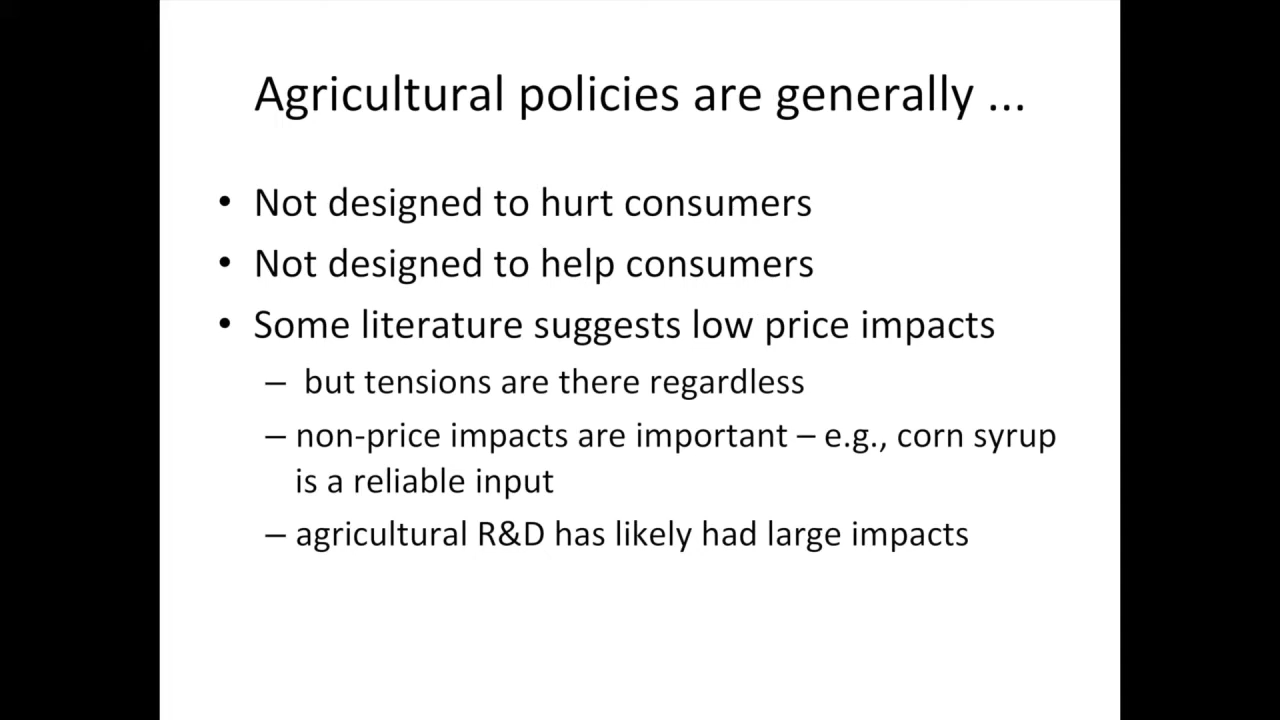 Agricultural policies are generally ...
• Not designed to hurt consumers
• Not designed to help consumers
• Some literature suggests low price impacts
– but tensions are there regardless
– non-price impacts are important – e.g., corn syrup
is a reliable input
– agricultural R&D has likely had large impacts